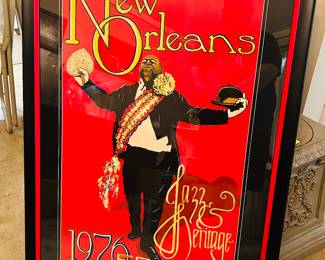 New
Orleans
Jazz &
Heritage
1976